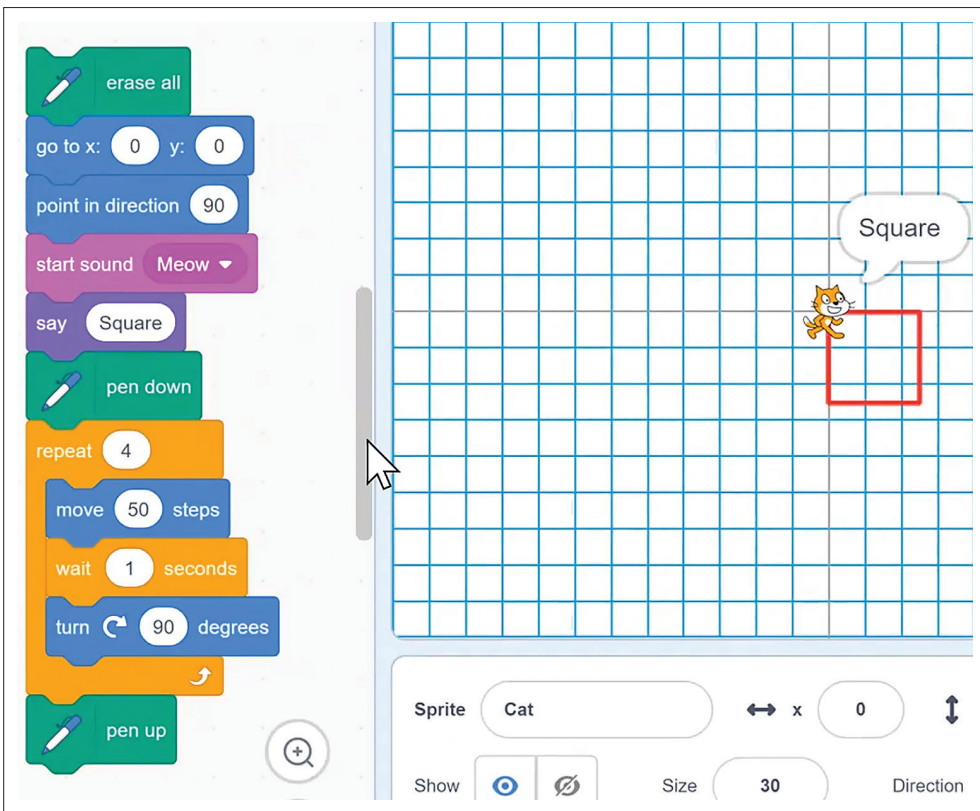 erase all
go to x: 0 y: 0
point in direction 90
start sound Meow
say Square
pen down
repeat 4
move 50 steps
wait 1 seconds
turn 90 degrees
pen up
Square
Sprite Cat x 0
Show Size 30 Direction